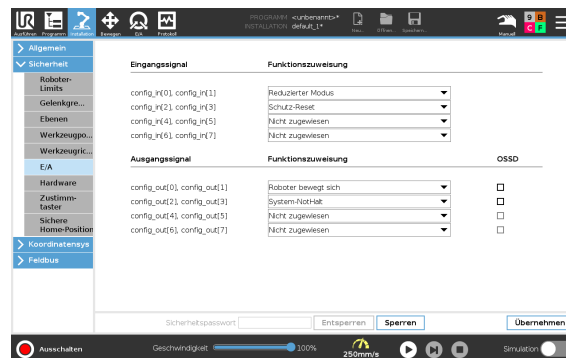 UR
PROGRAMM <unbenannt>*
INSTALLATION default_1*
Ausführen Programm Installation Bewegen E/A Protokoll
Neu... Öffnen... Speichern...
Manuell
9 B
C F
Allgemein
Sicherheit
Roboter-
Limits
Gelenkgre...
Ebenen
Werkzeugpo...
Werkzeugric...
E/A
Hardware
Zustimm-
taster
Sichere
Home-Position
Koordinatensys
Feldbus
Eingangssignal Funktionszuweisung
config_in[0], config_in[1] Reduzierter Modus
config_in[2], config_in[3] Schutz-Reset
config_in[4], config_in[5] Nicht zugewiesen
config_in[6], config_in[7] Nicht zugewiesen
Ausgangssignal Funktionszuweisung OSSD
config_out[0], config_out[1] Roboter bewegt sich
config_out[2], config_out[3] System-NotHalt
config_out[4], config_out[5] Nicht zugewiesen
config_out[6], config_out[7] Nicht zugewiesen
Sicherheitspasswort Entsperren Sperren Übernehmen
Ausschalten Geschwindigkeit 100% 250mm/s Simulation